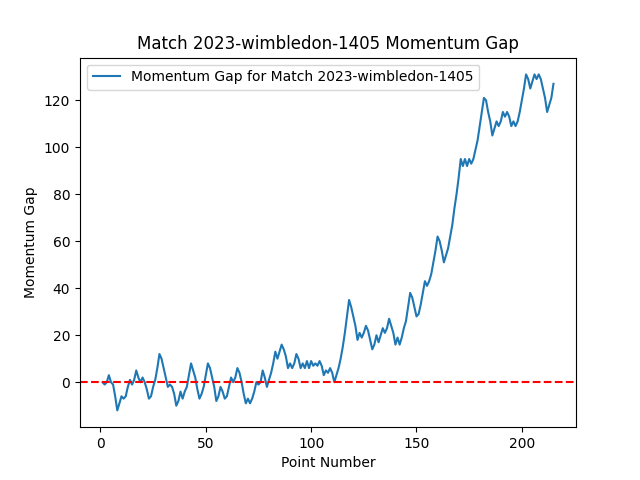 Match 2023-wimbledon-1405 Momentum Gap
Momentum Gap for Match 2023-wimbledon-1405
120
100
80
60
40
20
0
Momentum Gap
0 50 100 150 200
Point Number